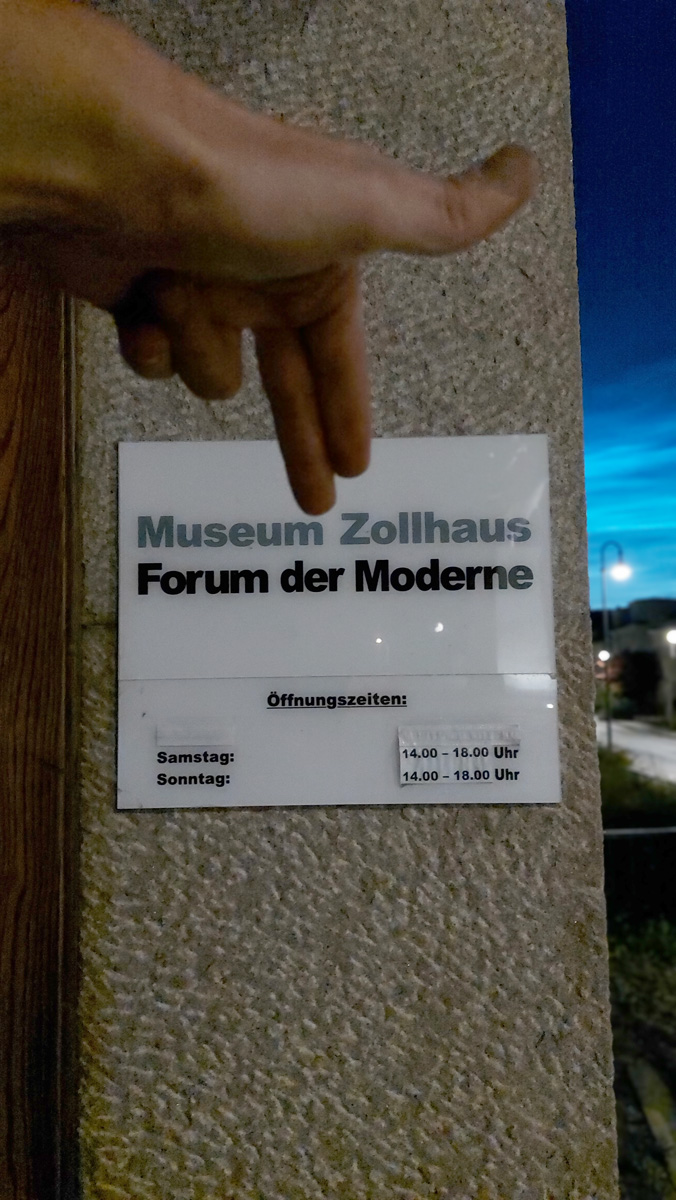 Museum Zollhaus
Forum der Moderne
Öffnungszeiten:
Samstag: 14.00 – 18.00 Uhr
Sonntag: 14.00 – 18.00 Uhr